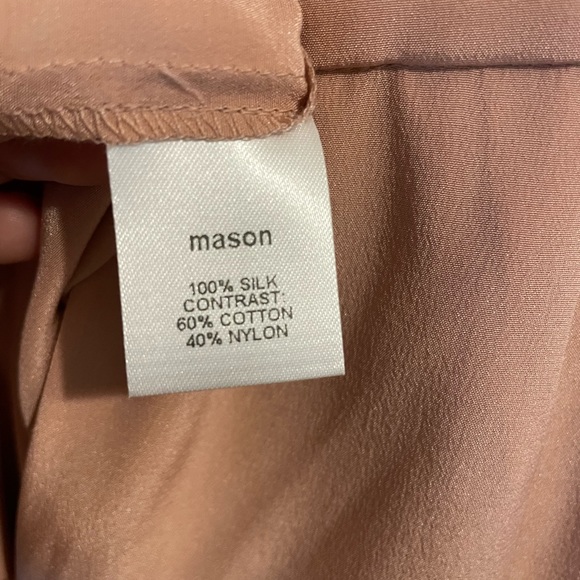 mason
100% SILK
CONTRAST:
60% COTTON
40% NYLON